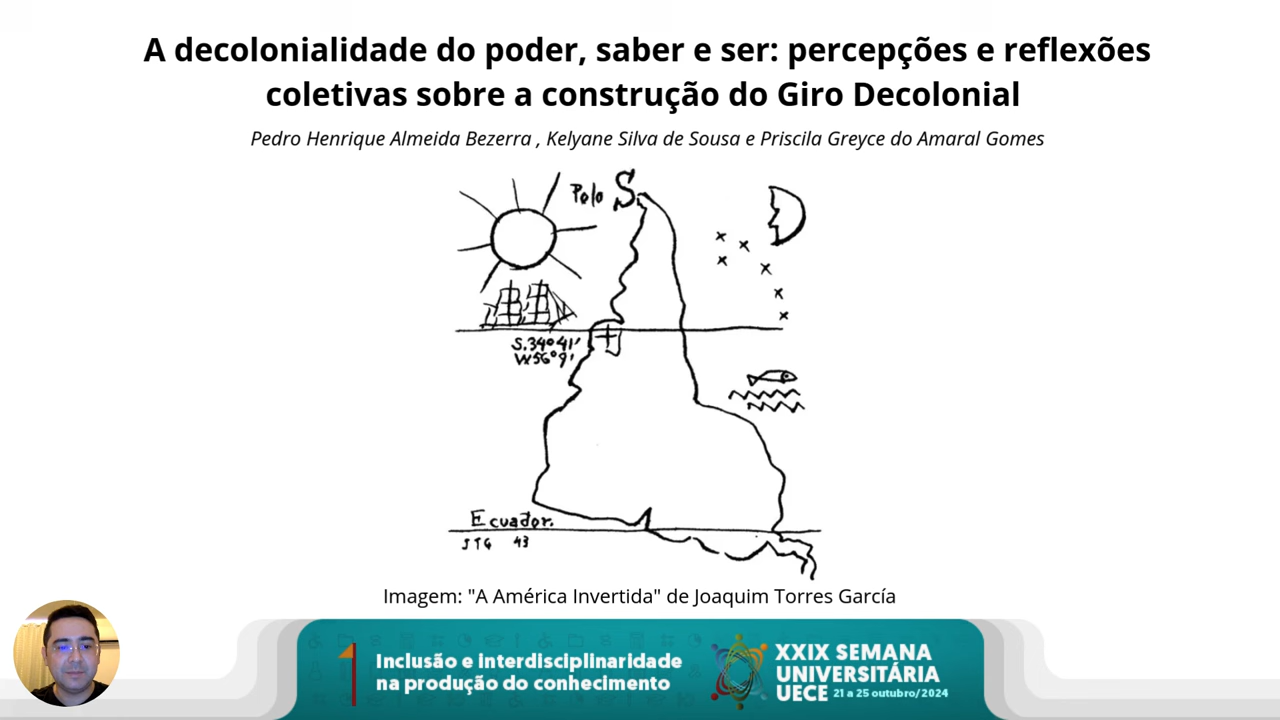 A decolonialidade do poder, saber e ser: percepções e reflexões
coletivas sobre a construção do Giro Decolonial
Pedro Henrique Almeida Bezerra , Kelyane Silva de Sousa e Priscila Greyce do Amaral Gomes
Polo S.
S.34°41'
W56°9'
Ecuador.
JTG 43
Imagem: "A América Invertida" de Joaquim Torres García
Inclusão e interdisciplinaridade
na produção do conhecimento
XXIX SEMANA
UNIVERSITÁRIA
UECE 21 a 25 outubro/2024